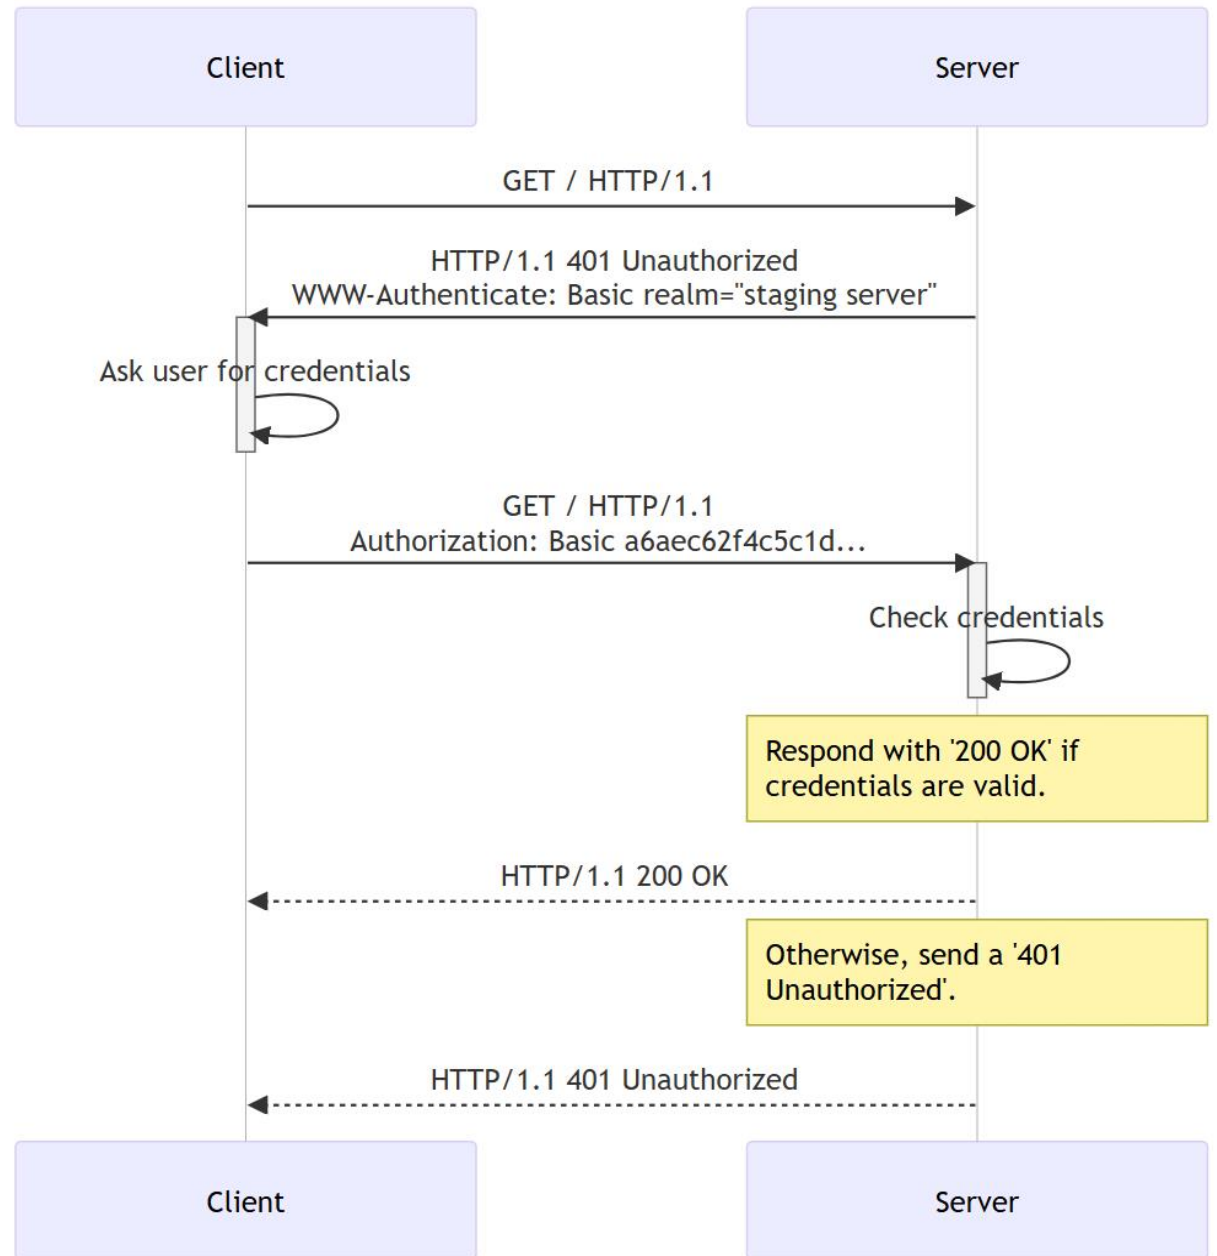 Client
Server
GET / HTTP/1.1
HTTP/1.1 401 Unauthorized
WWW-Authenticate: Basic realm="staging server"
Ask user for credentials
GET / HTTP/1.1
Authorization: Basic a6aec62f4c5c1d...
Check credentials
Respond with '200 OK' if
credentials are valid.
HTTP/1.1 200 OK
Otherwise, send a '401
Unauthorized'.
HTTP/1.1 401 Unauthorized
Client
Server